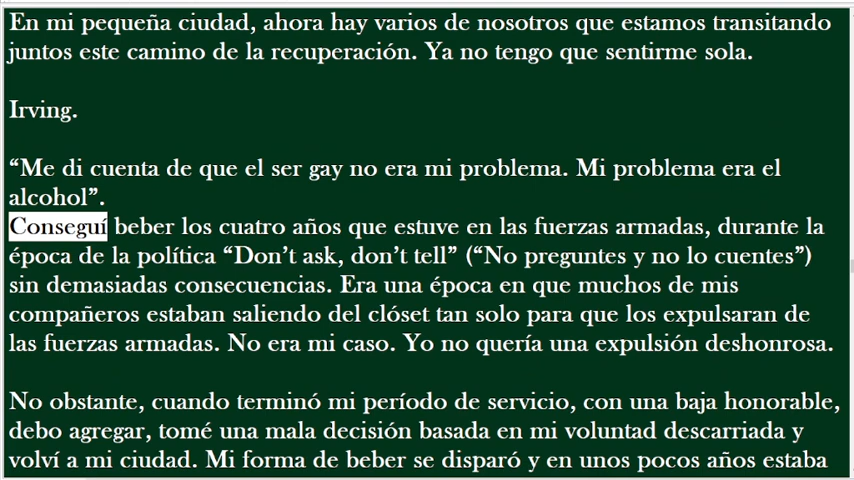 En mi pequeña ciudad, ahora hay varios de nosotros que estamos transitando
juntos este camino de la recuperación. Ya no tengo que sentirme sola.
Irving.
“Me di cuenta de que el ser gay no era mi problema. Mi problema era el
alcohol”.
Conseguí beber los cuatro años que estuve en las fuerzas armadas, durante la
época de la política “Don’t ask, don’t tell” (“No preguntes y no lo cuentes”)
sin demasiadas consecuencias. Era una época en que muchos de mis
compañeros estaban saliendo del clóset tan solo para que los expulsaran de
las fuerzas armadas. No era mi caso. Yo no quería una expulsión deshonrosa.
No obstante, cuando terminó mi período de servicio, con una baja honorable,
debo agregar, tomé una mala decisión basada en mi voluntad descarriada y
volví a mi ciudad. Mi forma de beber se disparó y en unos pocos años estaba